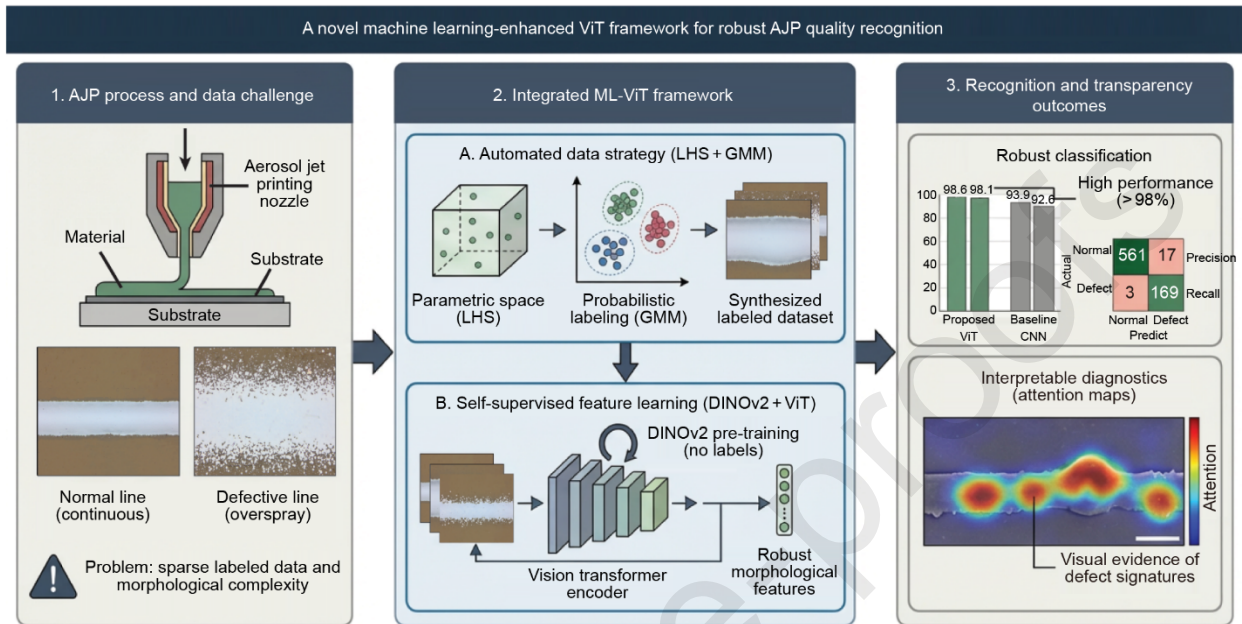 A novel machine learning-enhanced ViT framework for robust AJP quality recognition
1. AJP process and data challenge
Aerosol jet
printing
nozzle
Material
Substrate
Substrate
Normal line
(continuous)
Defective line
(overspray)
Problem: sparse labeled data and
morphological complexity
2. Integrated ML-ViT framework
A. Automated data strategy (LHS + GMM)
Parametric space
(LHS)
Probabilistic
labeling (GMM)
Synthesized
labeled dataset
B. Self-supervised feature learning (DINOv2 + ViT)
DINOv2 pre-training
(no labels)
Vision transformer
encoder
Robust
morphological
features
3. Recognition and transparency
outcomes
Robust classification
98.6 98.1
93.9 92.6
High performance
(> 98%)
100
80
60
40
20
0
Proposed
ViT
Baseline
CNN
Actual
Normal 561 17 Precision
Defect 3 169 Recall
Normal Defect
Predict
Interpretable diagnostics
(attention maps)
Attention
Visual evidence of
defect signatures
e-proofs